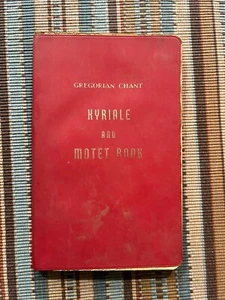 GREGORIAN CHANT
KYRIALE
AND
MOTET BOOK